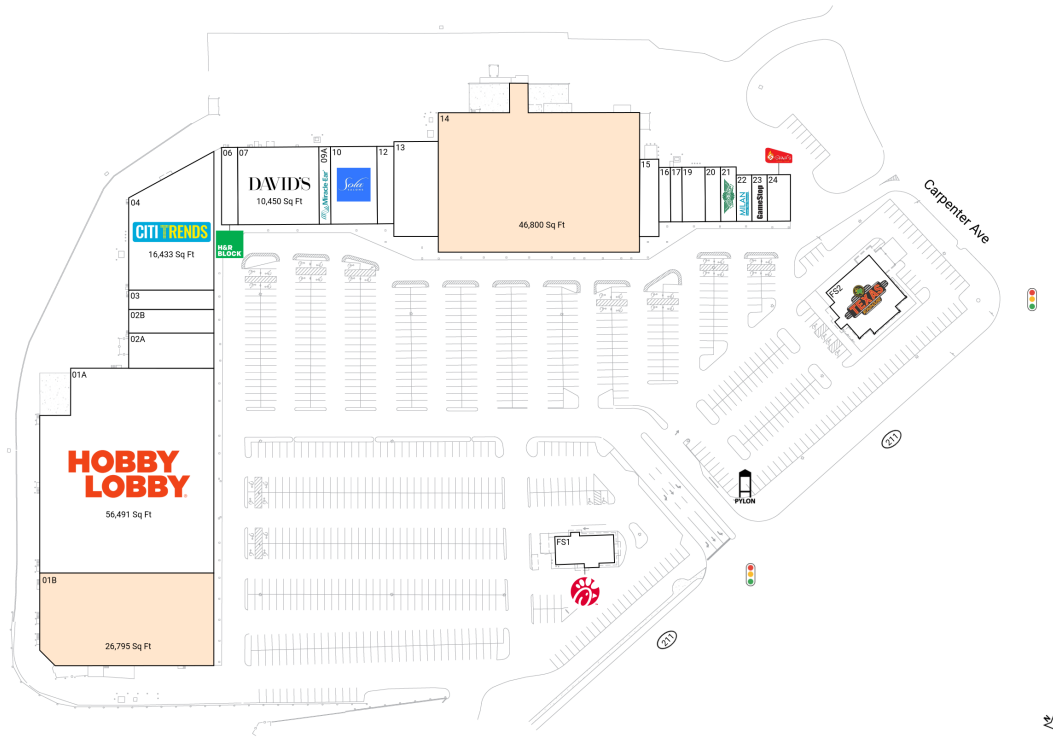 14
46,800 Sq Ft
06
07
DAVID'S
10,450 Sq Ft
09A
Miracle-Ear
10
Sola
SALONS
12
13
15
16
17
19
20
21
22
MILAN
23
GameStop
24
Carpenter Ave
04
CITI TRENDS
16,433 Sq Ft
H&R
BLOCK
03
02B
02A
01A
HOBBY
LOBBY
56,491 Sq Ft
01B
26,795 Sq Ft
FS2
TEXAS
211
PYLON
FS1
211
N